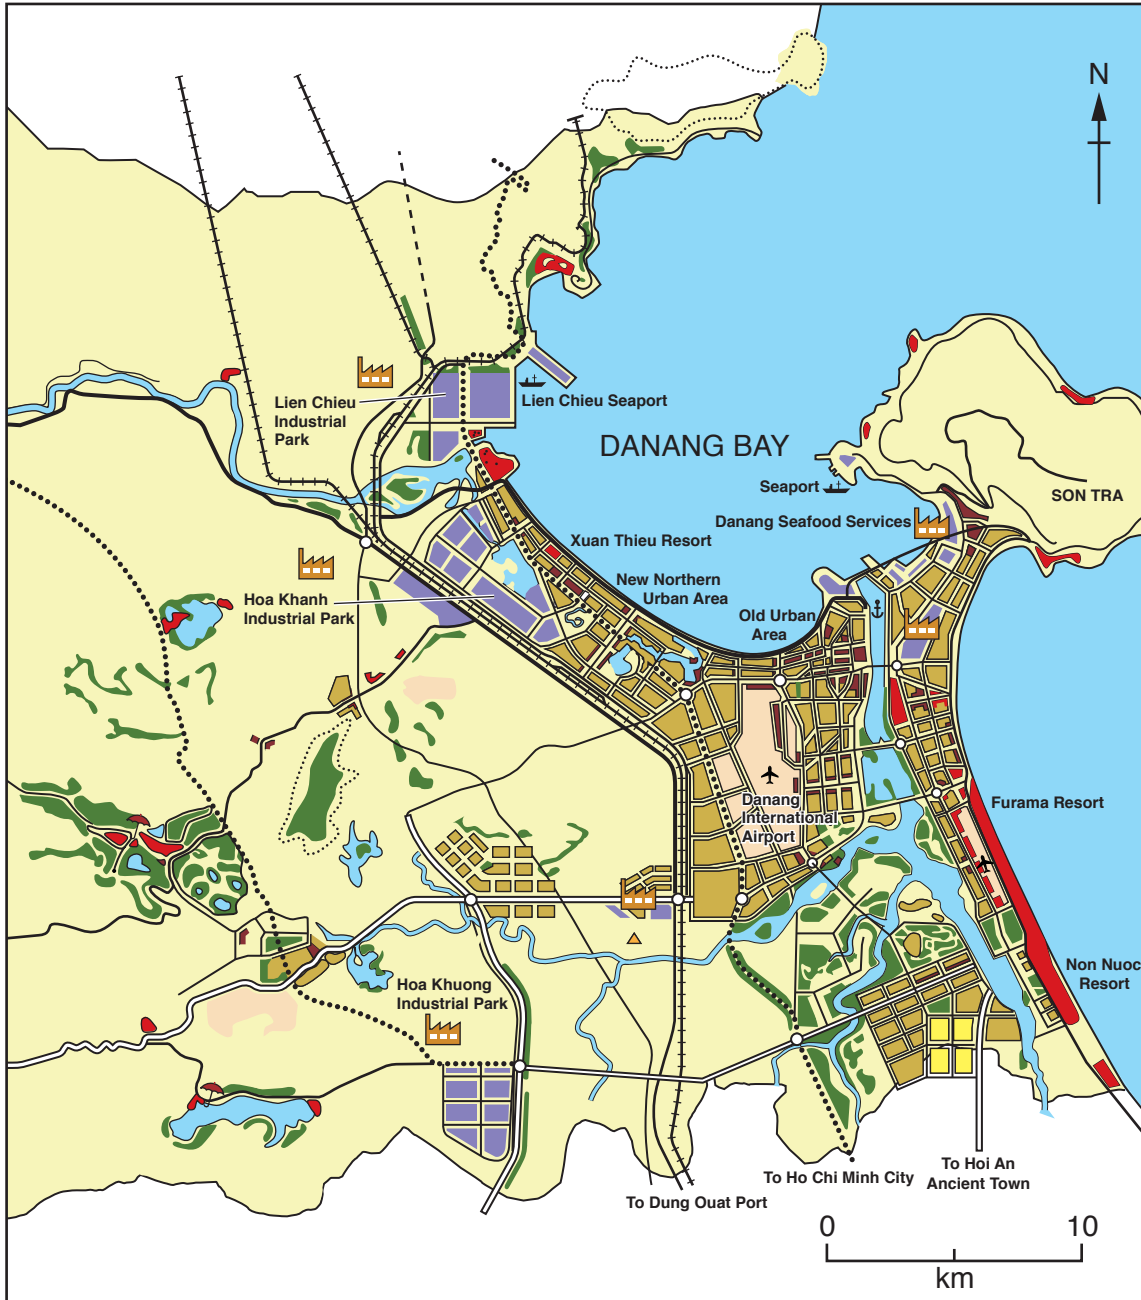 N
Lien Chieu
Industrial
Park
Lien Chieu Seaport
DANANG BAY
Seaport
SON TRA
Danang Seafood Services
Xuan Thieu Resort
New Northern
Urban Area
Old Urban
Area
Hoa Khanh
Industrial Park
Danang
International
Airport
Furama Resort
Non Nuoc
Resort
Hoa Khuong
Industrial Park
To Dung Ouat Port
To Ho Chi Minh City
To Hoi An
Ancient Town
0 10
km